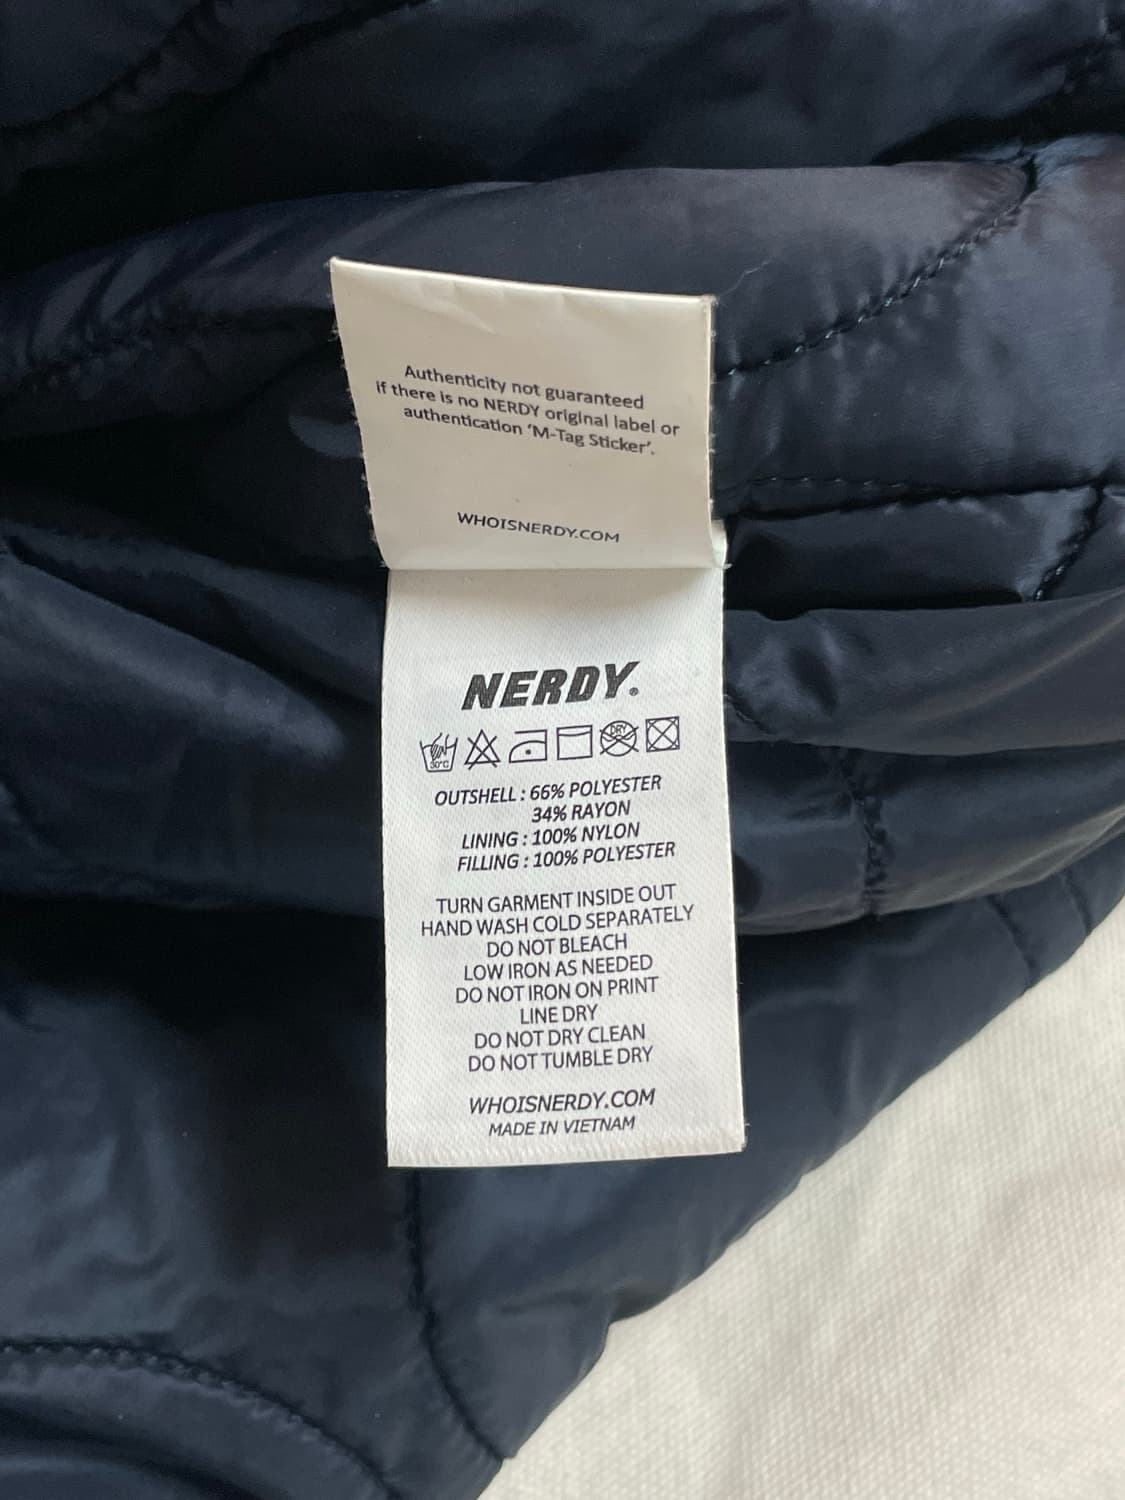 Authenticity not guaranteed
if there is no NERDY original label or
authentication ‘M-Tag Sticker’.
WHOISNERDY.COM
NERDY.
30°C
DRY
OUTSHELL : 66% POLYESTER
34% RAYON
LINING : 100% NYLON
FILLING : 100% POLYESTER
TURN GARMENT INSIDE OUT
HAND WASH COLD SEPARATELY
DO NOT BLEACH
LOW IRON AS NEEDED
DO NOT IRON ON PRINT
LINE DRY
DO NOT DRY CLEAN
DO NOT TUMBLE DRY
WHOISNERDY.COM
MADE IN VIETNAM